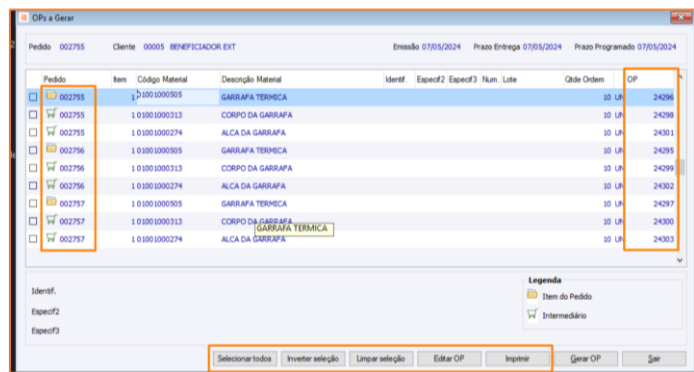 OPs a Gerar
Pedido 002755 Cliente 00005 BENEFICIADOR EXT Emissão 07/05/2024 Prazo Entrega 07/05/2024 Prazo Programado 07/05/2024
Pedido Item Código Material Descrição Material Identif. Especif2 Especif3 Num. Lote Qtde Ordem OP
002755 1 01001000505 GARRAFA TERMICA 10 UN 24296
002755 1 01001000313 CORPO DA GARRAFA 10 UN 24298
002755 1 01001000274 ALCA DA GARRAFA 10 UN 24301
002756 1 01001000505 GARRAFA TERMICA 10 UN 24295
002756 1 01001000313 CORPO DA GARRAFA 10 UN 24299
002756 1 01001000274 ALCA DA GARRAFA 10 UN 24302
002757 1 01001000505 GARRAFA TERMICA 10 UN 24297
002757 1 01001000313 CORPO DA GARRAFA 10 UN 24300
GARRAFA TERMICA
002757 1 01001000274 ALCA DA GARRAFA 10 UN 24303
Legenda
Identif. Item do Pedido
Especif2 Intermediário
Especif3
Selecionar todos Inverter seleção Limpar seleção Editar OP Imprimir Gerar OP Sair